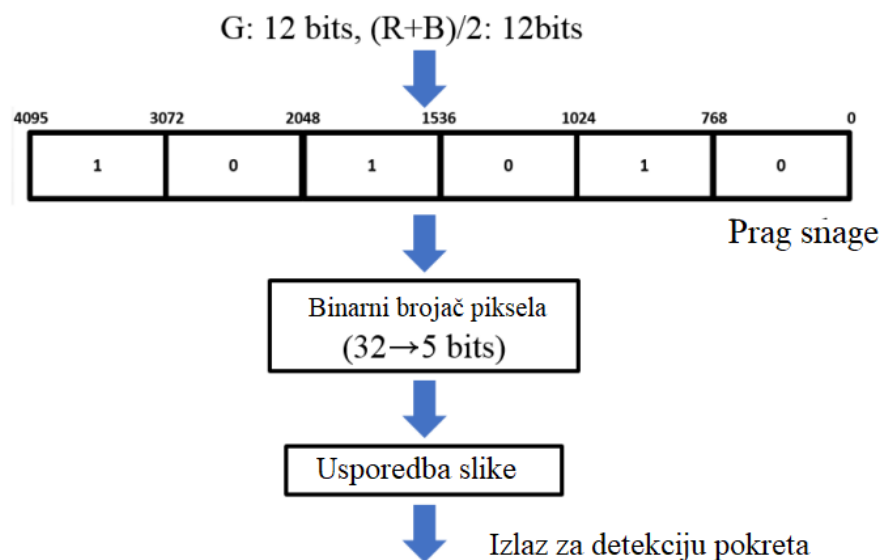 G: 12 bits, (R+B)/2: 12bits
4095 3072 2048 1536 1024 768 0
1 0 1 0 1 0
Prag snage
Binarni brojač piksela
(32→5 bits)
Usporedba slike
Izlaz za detekciju pokreta